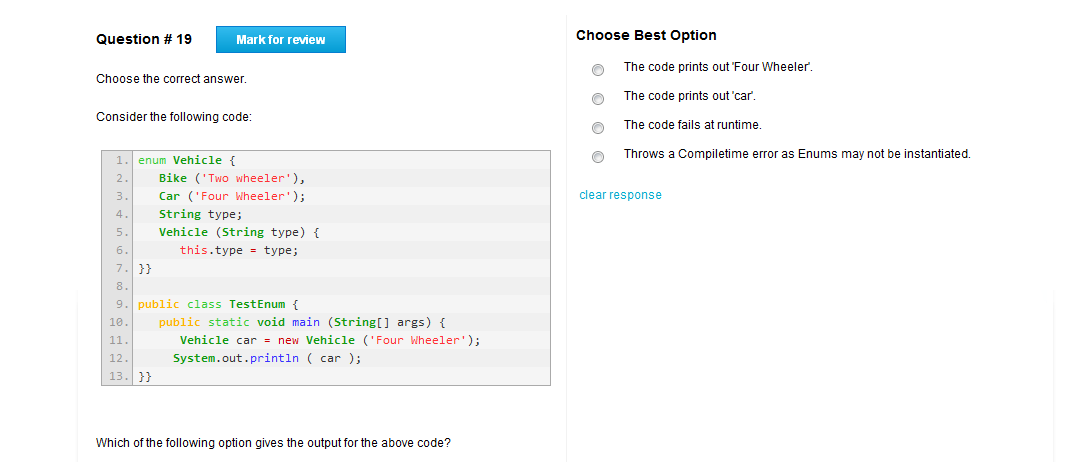 Question # 19
Mark for review
Choose the correct answer.
Consider the following code:
1. enum Vehicle {
2. Bike ('Two wheeler'),
3. Car ('Four Wheeler');
4. String type;
5. Vehicle (String type) {
6. this.type = type;
7. }}
8.
9. public class TestEnum {
10. public static void main (String[] args) {
11. Vehicle car = new Vehicle ('Four Wheeler');
12. System.out.println ( car );
13. }}
Which of the following option gives the output for the above code?
Choose Best Option
The code prints out 'Four Wheeler'.
The code prints out 'car'.
The code fails at runtime.
Throws a Compiletime error as Enums may not be instantiated.
clear response